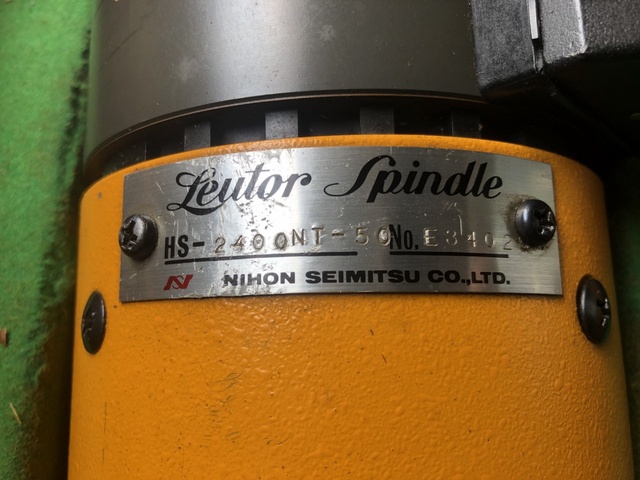 Leutor Spindle
HS-2400NT-50 No. E3402
N NIHON SEIMITSU CO.,LTD.